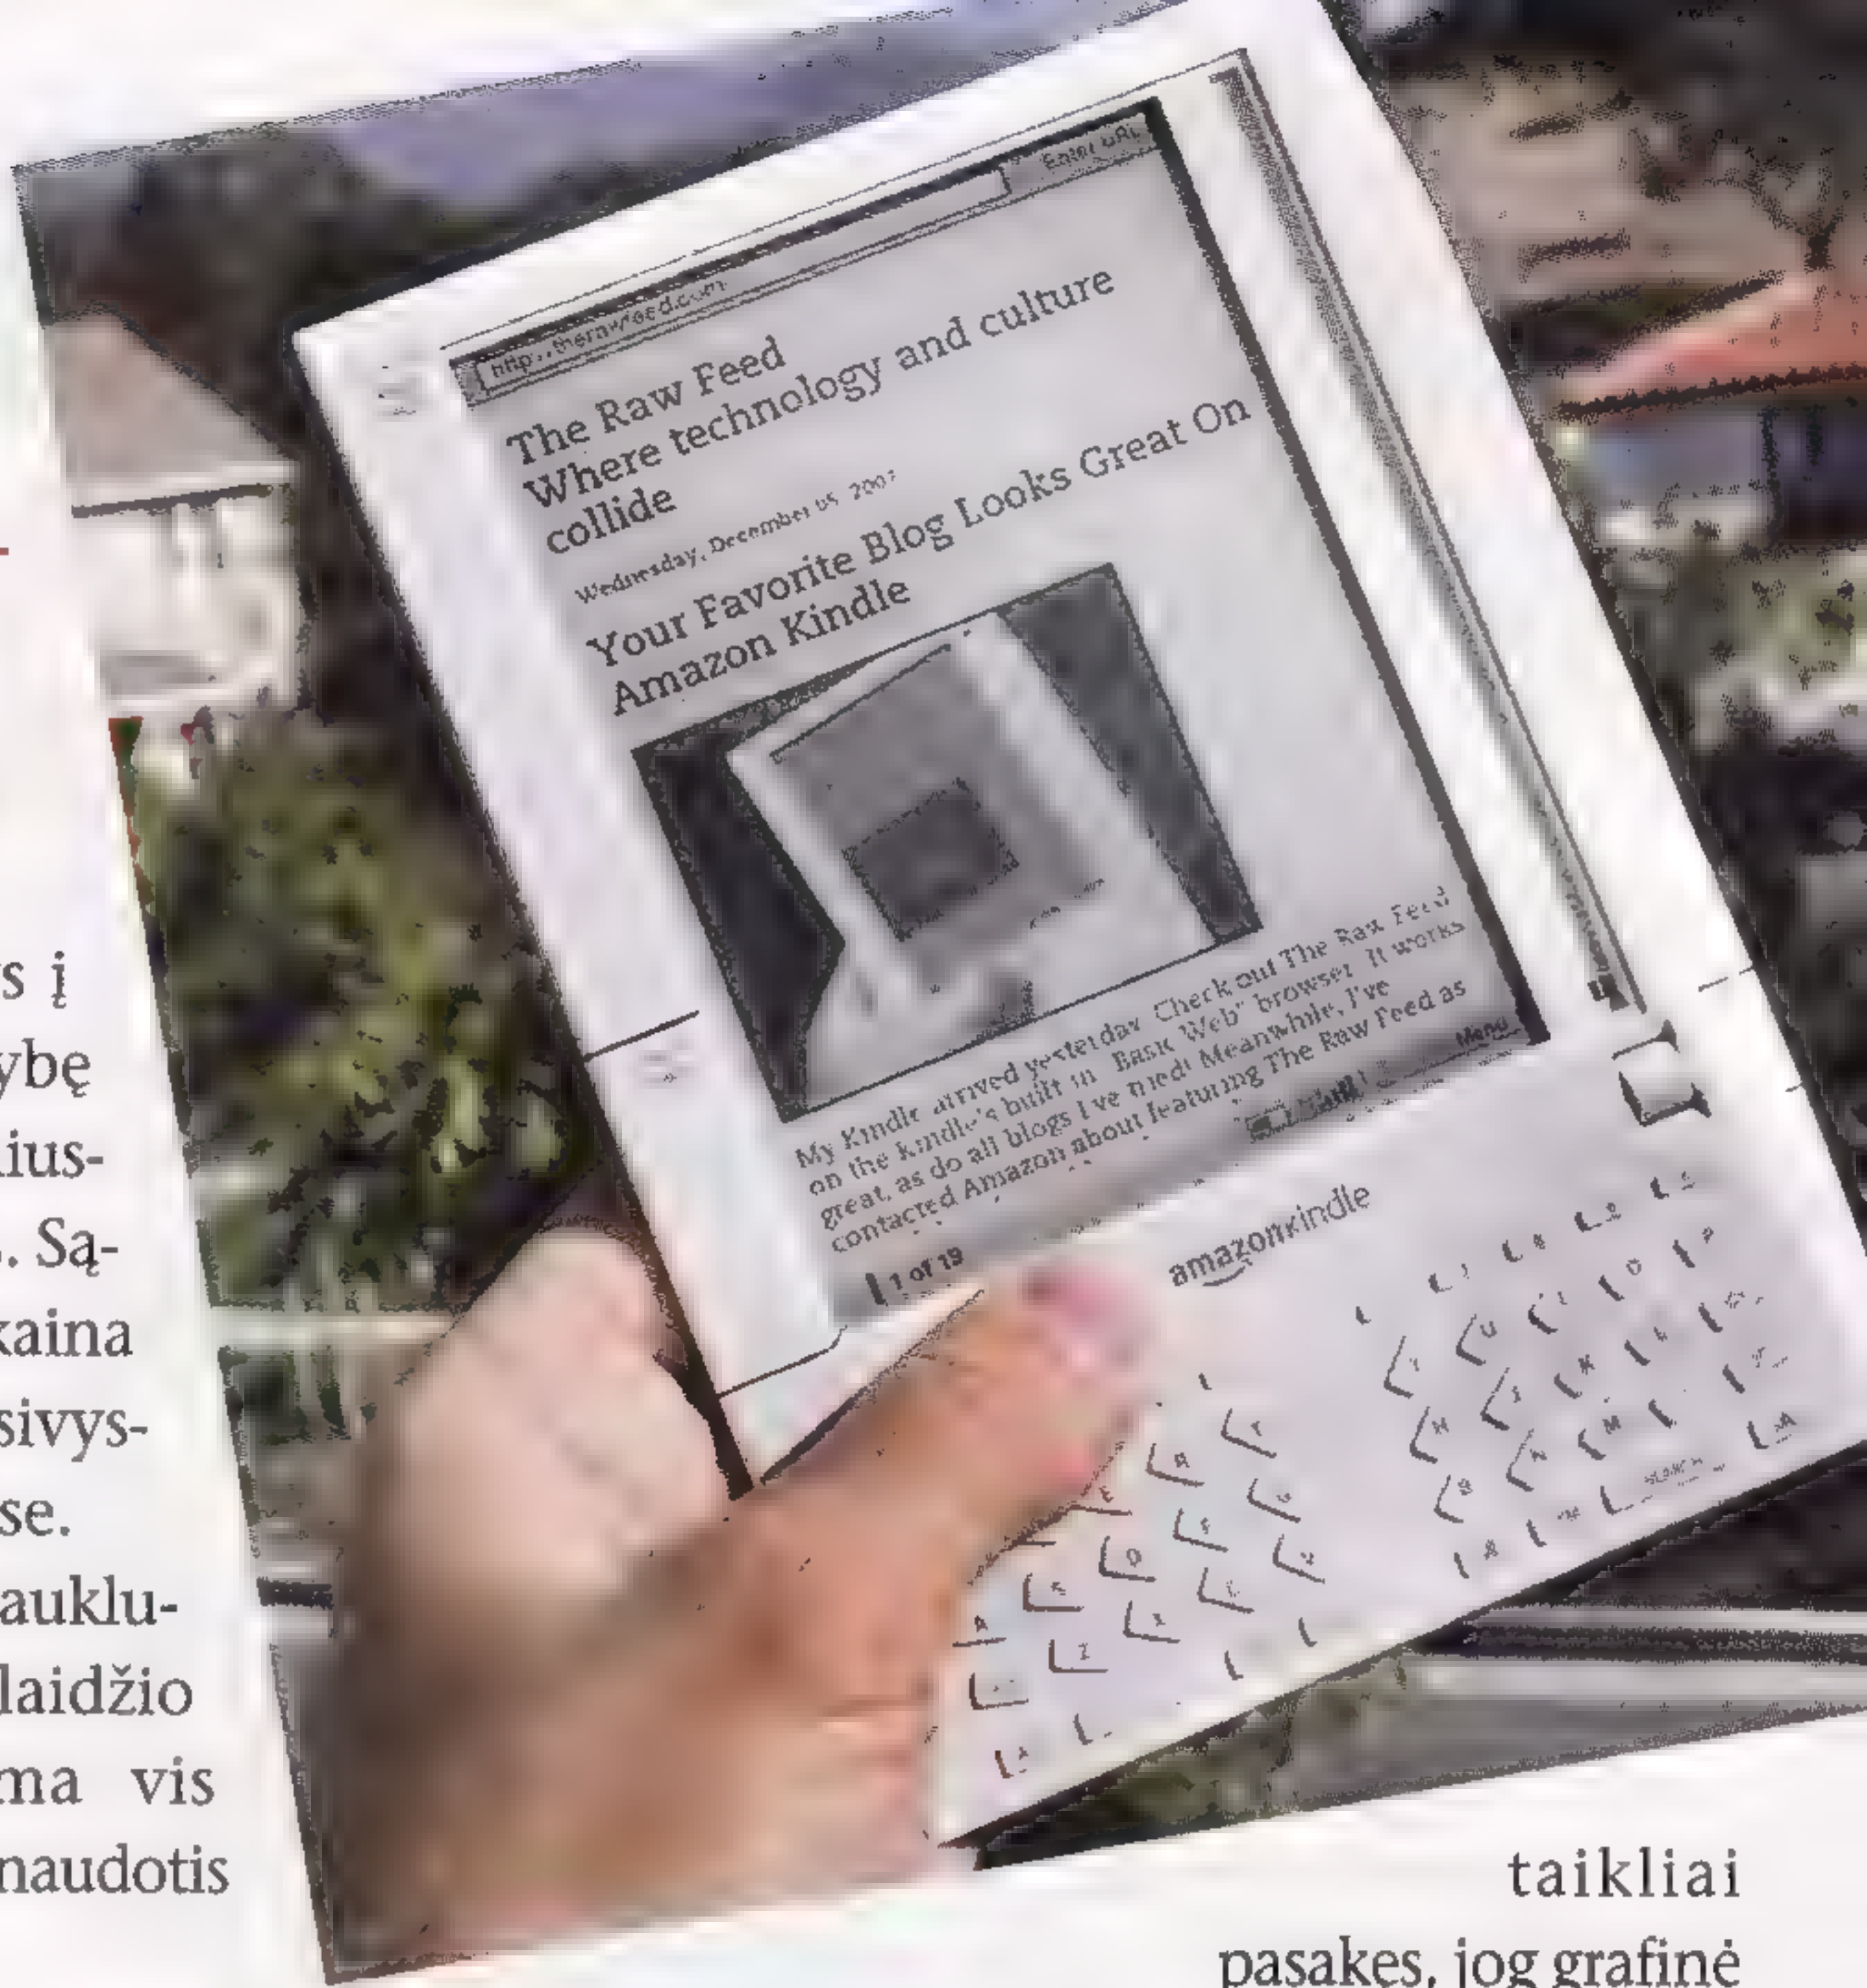 s į
ybę
ius-
. Są-
kaina
sivys-
se.
auklu-
laidžio
ma vis
naudotis
http://therawfeed.com
Enter URL
The Raw Feed
Where technology and culture
collide
Wednesday, December 05, 2007
Your Favorite Blog Looks Great On
Amazon Kindle
My Kindle arrived yesterday. Check out The Raw Feed
on the Kindle's built in "Basic Web" browser. It works
great, as do all blogs I've tried! Meanwhile, I've
contacted Amazon about featuring The Raw Feed as
Menu
1 of 19
amazonkindle
taikliai
pasakęs, jog grafinė